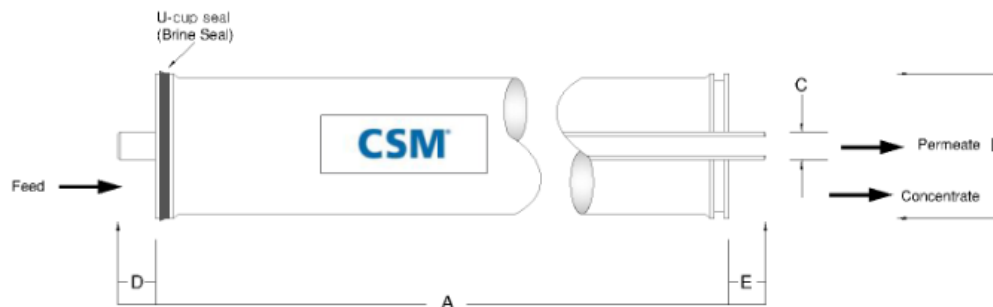 U-cup seal
(Brine Seal)
C
CSM
Permeate
Feed
Concentrate
D
E
A